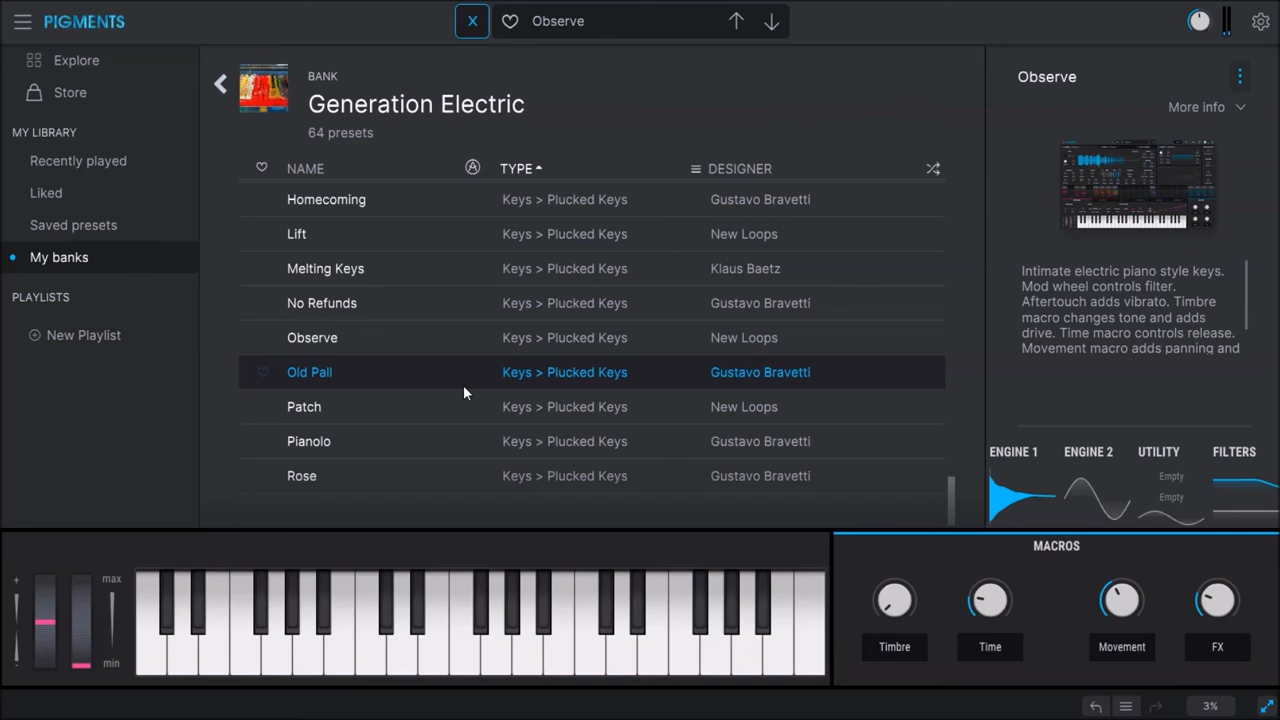 PIGMENTS
X
Observe
Explore
Store
MY LIBRARY
Recently played
Liked
Saved presets
My banks
PLAYLISTS
New Playlist
BANK
Generation Electric
64 presets
NAME TYPE DESIGNER
Homecoming Keys > Plucked Keys Gustavo Bravetti
Lift Keys > Plucked Keys New Loops
Melting Keys Keys > Plucked Keys Klaus Baetz
No Refunds Keys > Plucked Keys Gustavo Bravetti
Observe Keys > Plucked Keys New Loops
Old Pall Keys > Plucked Keys Gustavo Bravetti
Patch Keys > Plucked Keys New Loops
Pianolo Keys > Plucked Keys Gustavo Bravetti
Rose Keys > Plucked Keys Gustavo Bravetti
Observe
More info
Intimate electric piano style keys.
Mod wheel controls filter.
Aftertouch adds vibrato. Timbre
macro changes tone and adds
drive. Time macro controls release.
Movement macro adds panning and
ENGINE 1 ENGINE 2 UTILITY FILTERS
Empty
Empty
+ max
- min
MACROS
Timbre Time Movement FX
3%